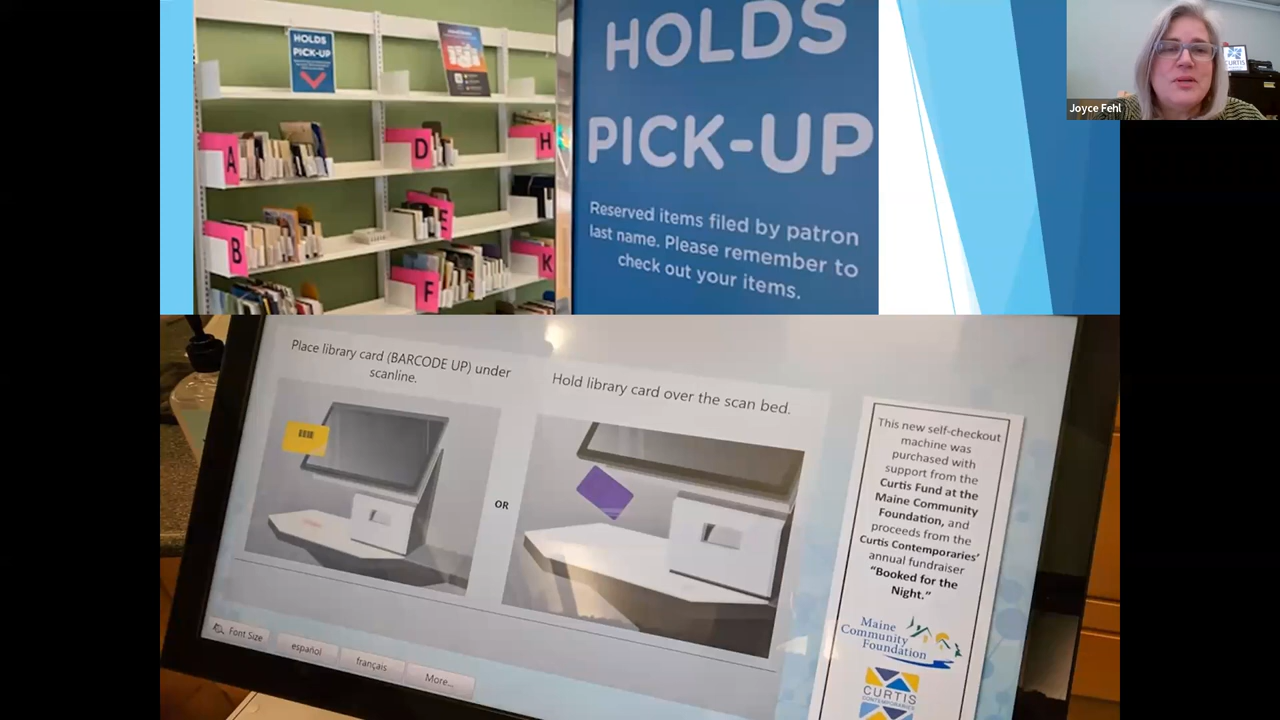 HOLDS
PICK-UP
A
D
H
B
E
F
K
HOLDS
PICK-UP
Reserved items filed by patron
last name. Please remember to
check out your items.
CURTIS
Joyce Fehl
Place library card (BARCODE UP) under
scanline.
Hold library card over the scan bed.
OR
Font Size
español
français
More...
This new self-checkout
machine was
purchased with
support from the
Curtis Fund at the
Maine Community
Foundation, and
proceeds from the
Curtis Contemporaries'
annual fundraiser
"Booked for the
Night."
Maine
Community
Foundation
CURTIS
CONTEMPORARIES